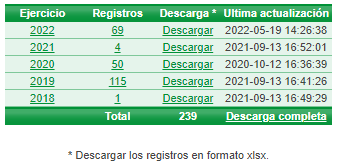 Ejercicio Registros Descarga * Ultima actualización
2022 69 Descargar 2022-05-19 14:26:38
2021 4 Descargar 2021-09-13 16:52:01
2020 50 Descargar 2020-10-12 16:36:39
2019 115 Descargar 2021-09-13 16:41:26
2018 1 Descargar 2021-09-13 16:49:29
Total 239 Descarga completa
* Descargar los registros en formato xlsx.